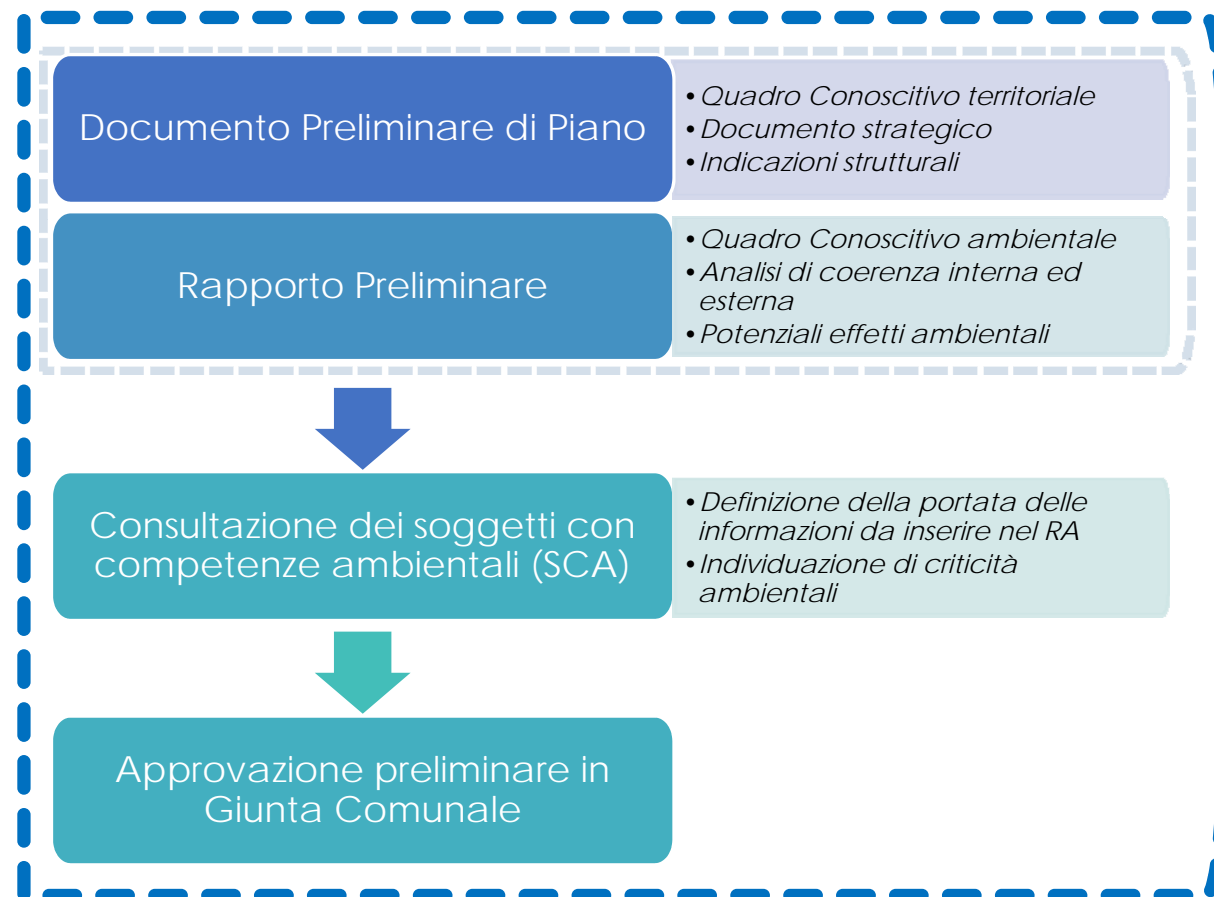 Documento Preliminare di Piano
• Quadro Conoscitivo territoriale
• Documento strategico
• Indicazioni strutturali
Rapporto Preliminare
• Quadro Conoscitivo ambientale
• Analisi di coerenza interna ed
esterna
• Potenziali effetti ambientali
Consultazione dei soggetti con
competenze ambientali (SCA)
• Definizione della portata delle
informazioni da inserire nel RA
• Individuazione di criticità
ambientali
Approvazione preliminare in
Giunta Comunale